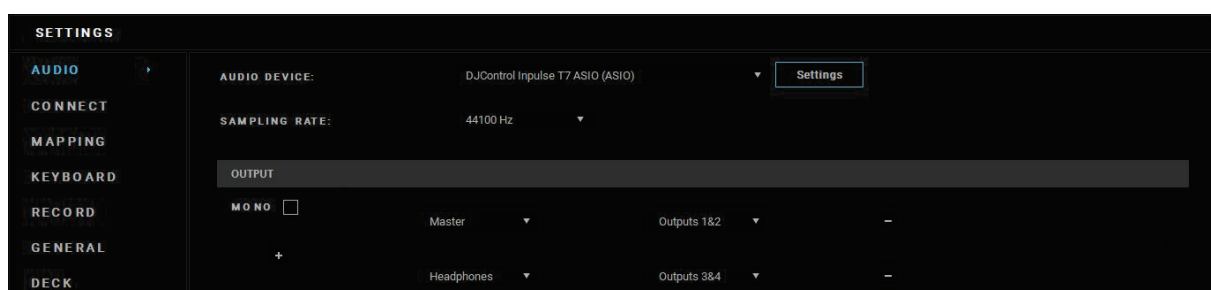 SETTINGS
AUDIO
CONNECT
MAPPING
KEYBOARD
RECORD
GENERAL
DECK
AUDIO DEVICE: DJControl Inpulse T7 ASIO (ASIO) Settings
SAMPLING RATE: 44100 Hz
OUTPUT
MONO
Master Outputs 1&2 –
+
Headphones Outputs 3&4 –